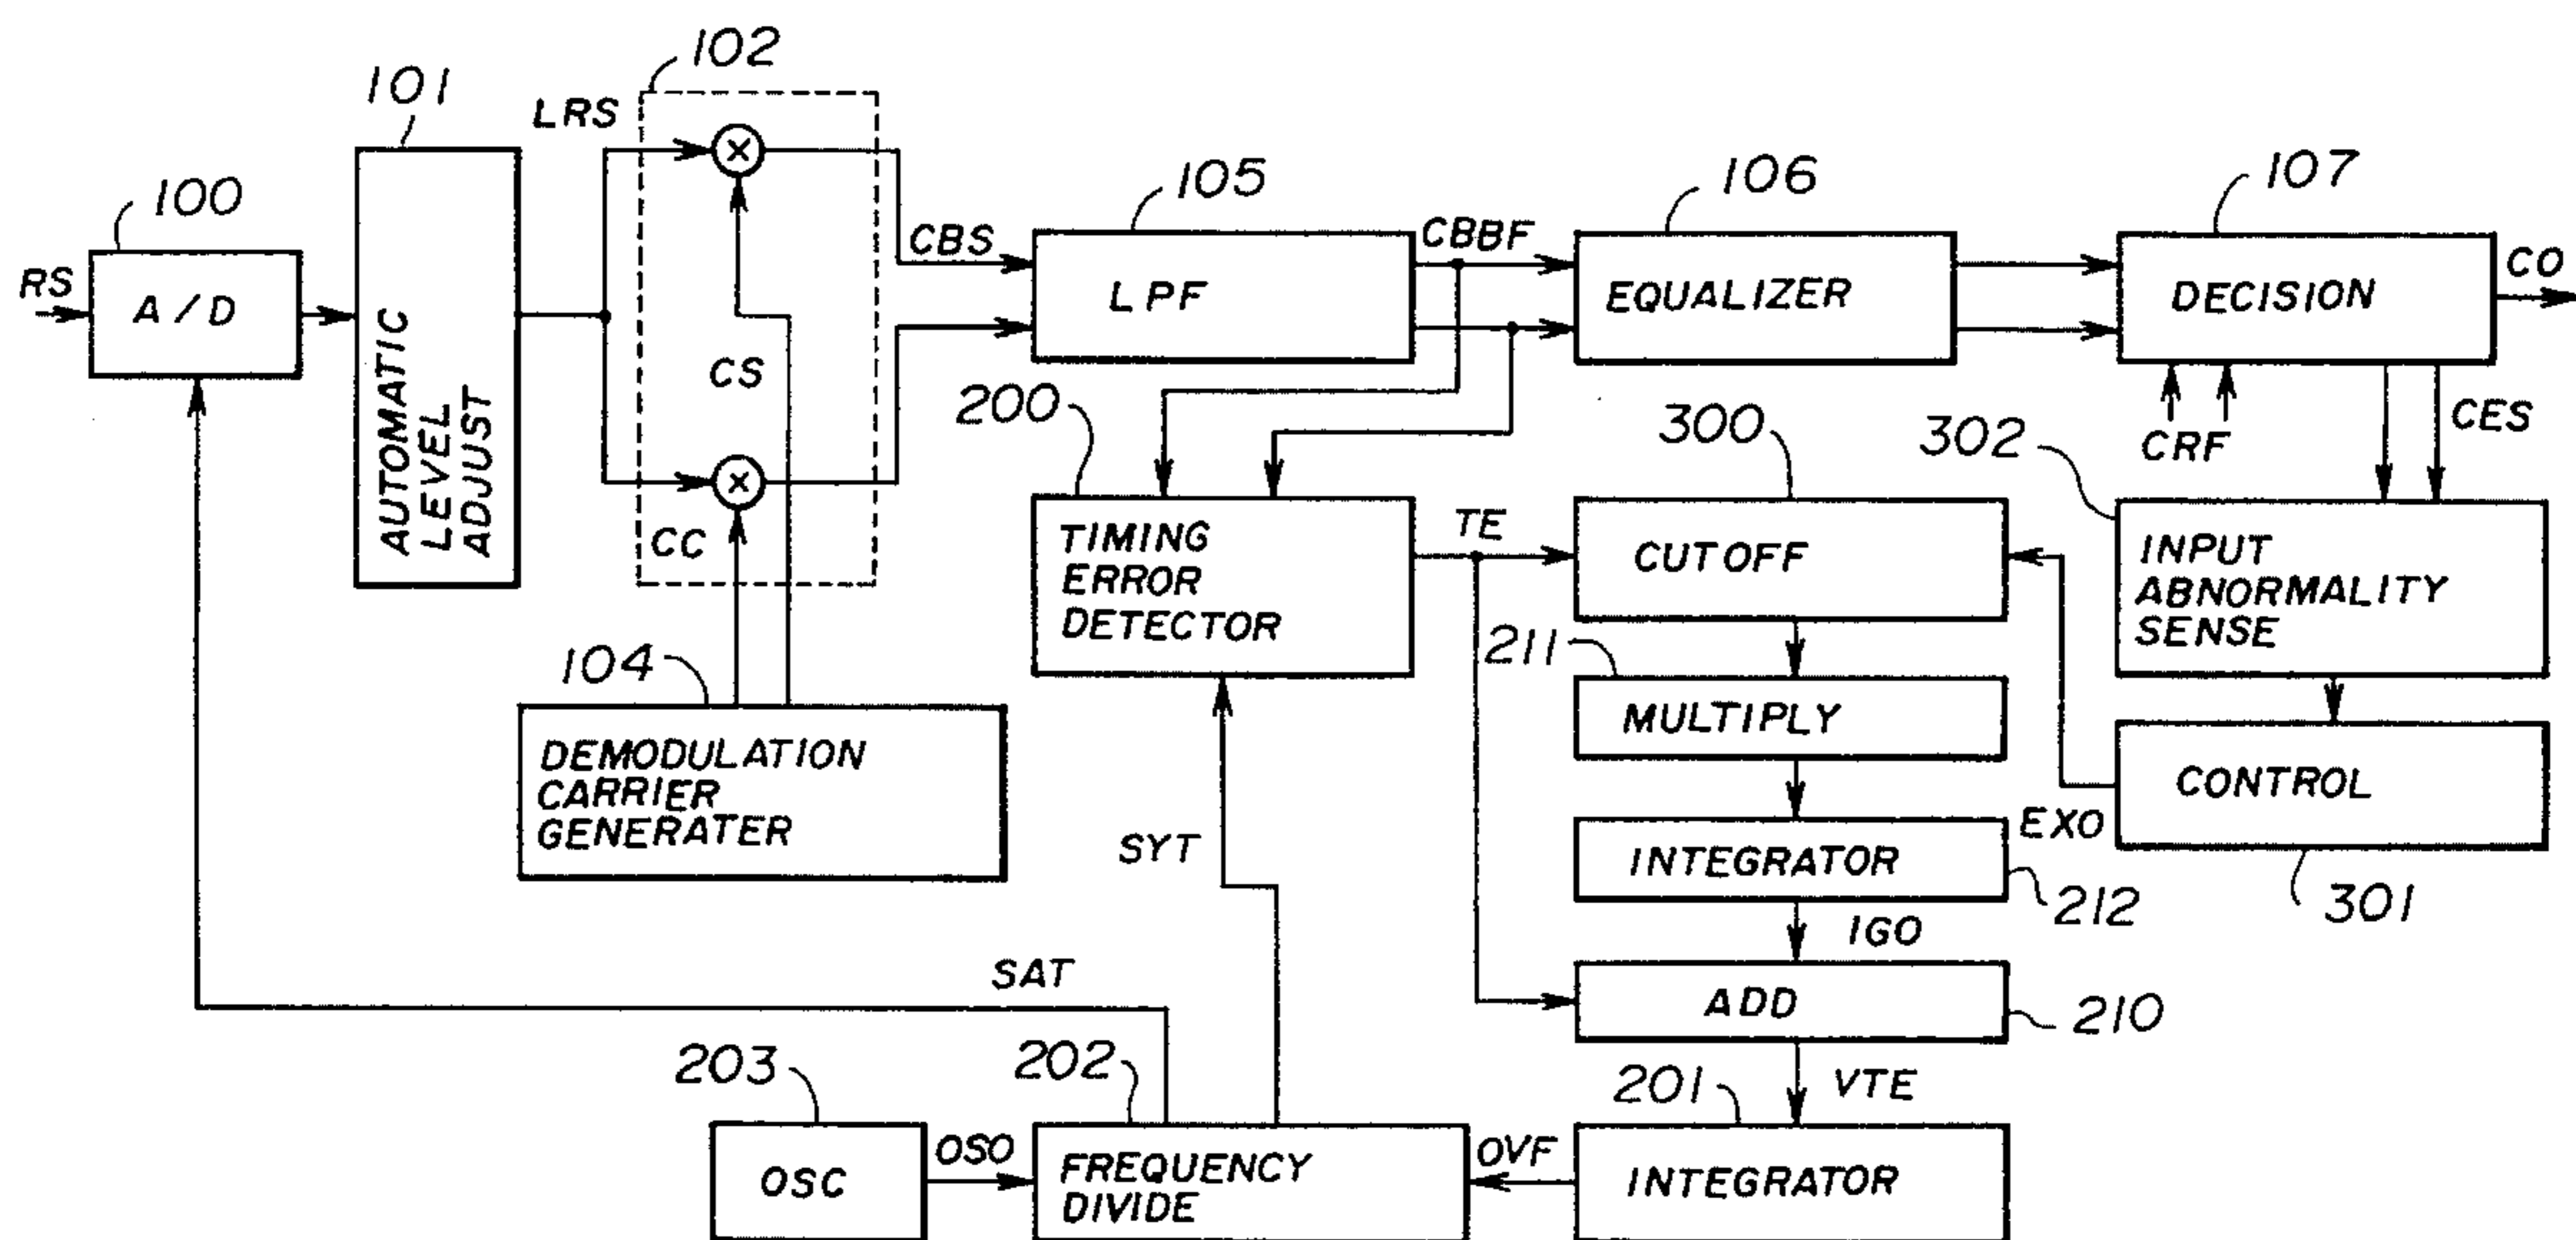 102
101
LRS
100
RS
A/D
AUTOMATIC
LEVEL
ADJUST
CS
CC
CBS
105
LPF
CBBF
106
EQUALIZER
107
DECISION
CO
CRF
CES
200
TIMING
ERROR
DETECTOR
TE
300
CUTOFF
302
INPUT
ABNORMALITY
SENSE
104
DEMODULATION
CARRIER
GENERATER
211
MULTIPLY
CONTROL
EXO
301
SYT
INTEGRATOR
212
IGO
SAT
ADD
210
203
OSC
OSO
202
FREQUENCY
DIVIDE
OVF
201
VTE
INTEGRATOR